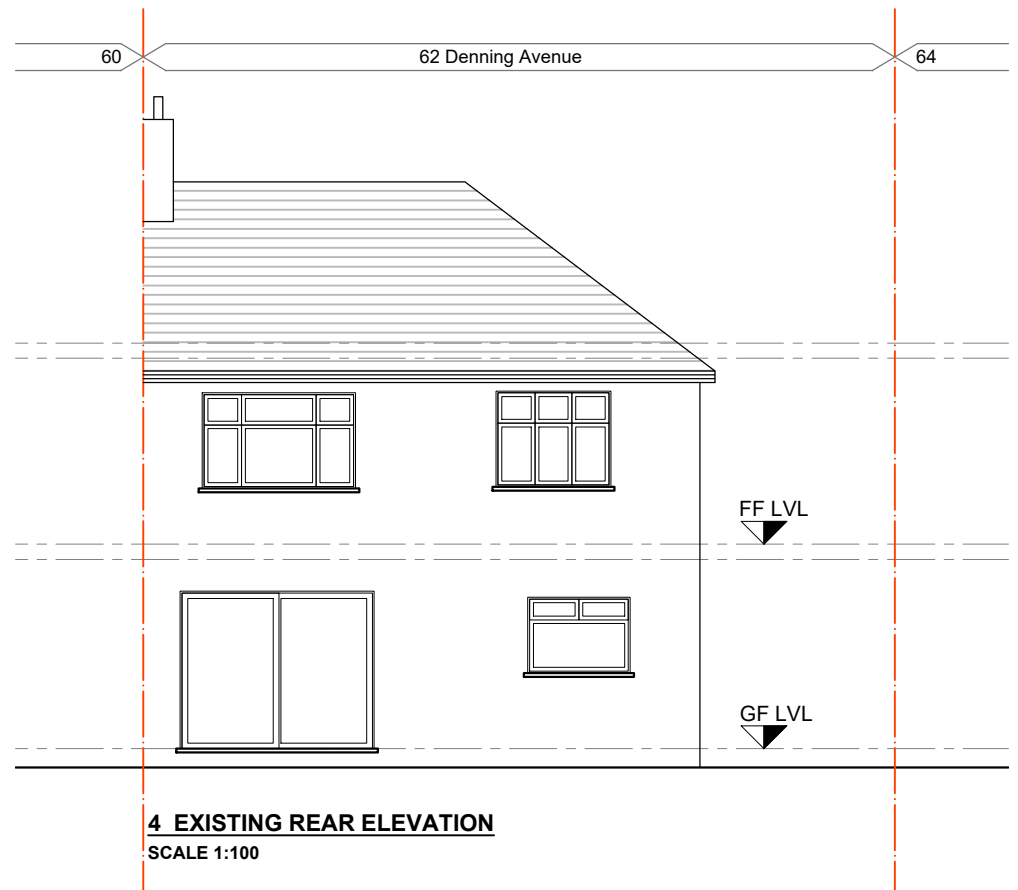 60
62 Denning Avenue
64
FF LVL
GF LVL
4 EXISTING REAR ELEVATION
SCALE 1:100